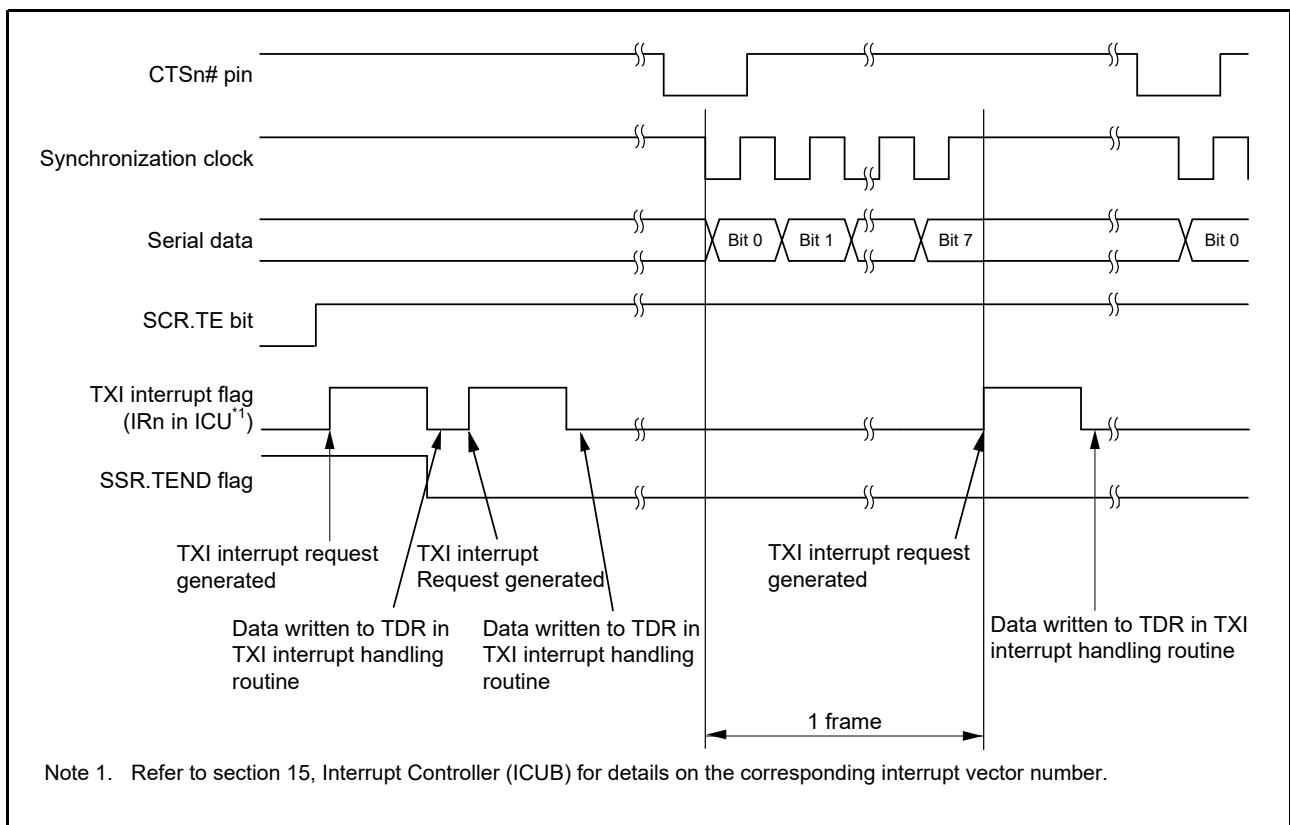 CTSn# pin
Synchronization clock
Serial data
Bit 0
Bit 1
Bit 7
Bit 0
SCR.TE bit
TXI interrupt flag
(IRn in ICU*1)
SSR.TEND flag
TXI interrupt request
generated
TXI interrupt
Request generated
TXI interrupt request
generated
Data written to TDR in
TXI interrupt handling
routine
Data written to TDR in
TXI interrupt handling
routine
Data written to TDR in TXI
interrupt handling routine
1 frame
Note 1. Refer to section 15, Interrupt Controller (ICUB) for details on the corresponding interrupt vector number.